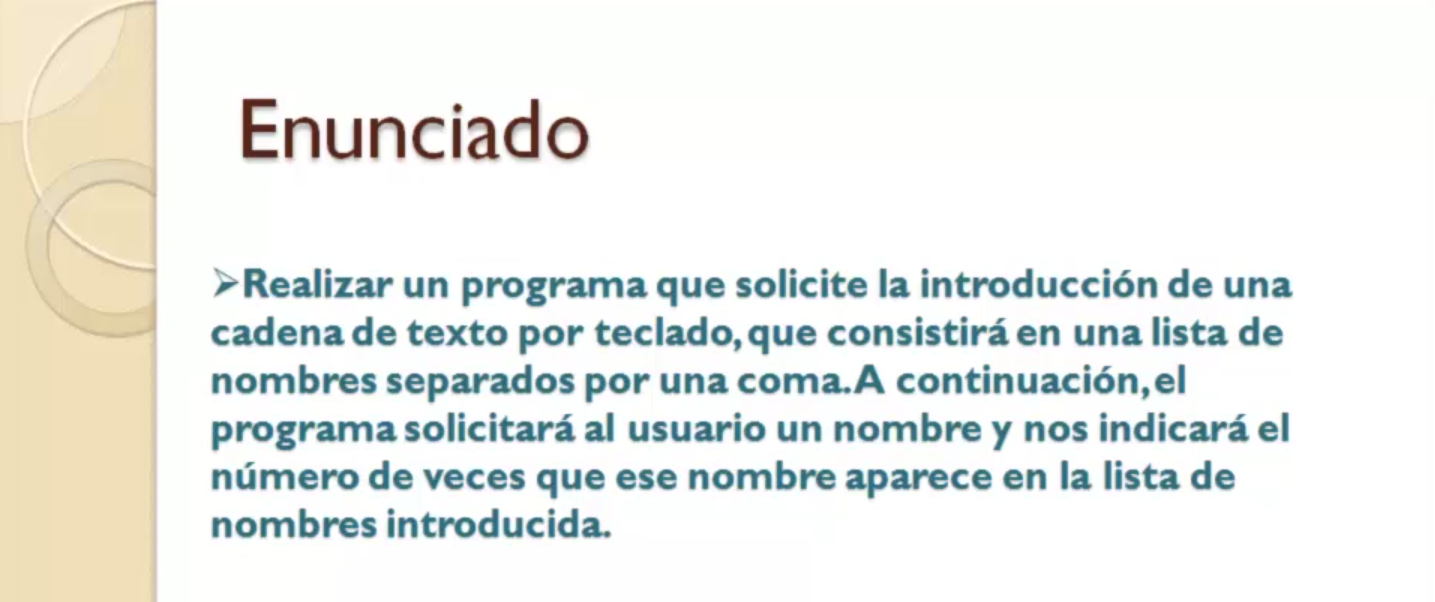 Enunciado
➢Realizar un programa que solicite la introducción de una
cadena de texto por teclado, que consistirá en una lista de
nombres separados por una coma. A continuación, el
programa solicitará al usuario un nombre y nos indicará el
número de veces que ese nombre aparece en la lista de
nombres introducida.